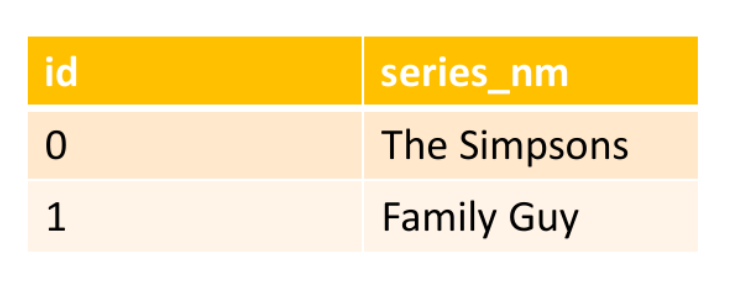 id series_nm
0 The Simpsons
1 Family Guy